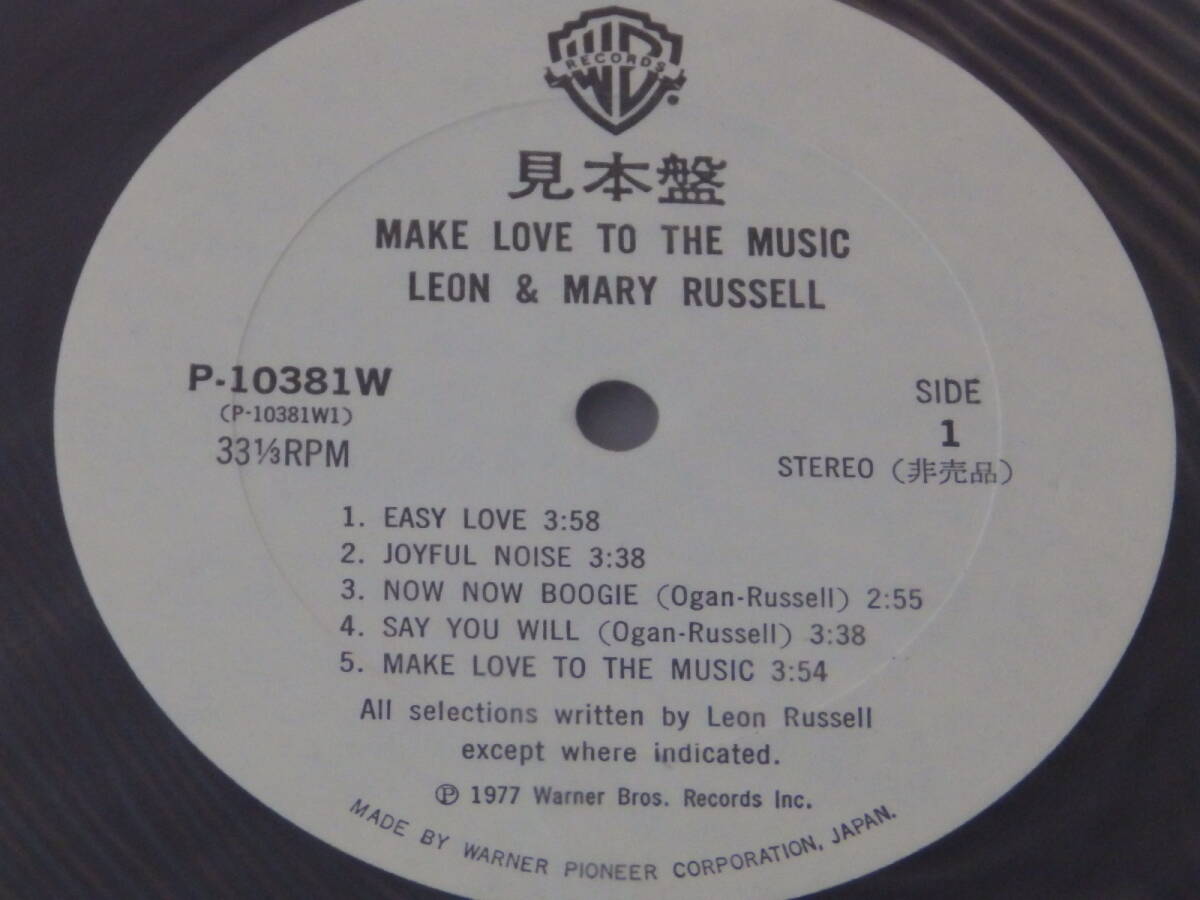 RECORDS
見本盤
MAKE LOVE TO THE MUSIC
LEON & MARY RUSSELL
P-10381W
(P-10381W1)
33⅓RPM
SIDE
1
STEREO (非売品)
1. EASY LOVE 3:58
2. JOYFUL NOISE 3:38
3. NOW NOW BOOGIE (Ogan-Russell) 2:55
4. SAY YOU WILL (Ogan-Russell) 3:38
5. MAKE LOVE TO THE MUSIC 3:54
All selections written by Leon Russell
except where indicated.
℗ 1977 Warner Bros. Records Inc.
MADE BY WARNER PIONEER CORPORATION, JAPAN.